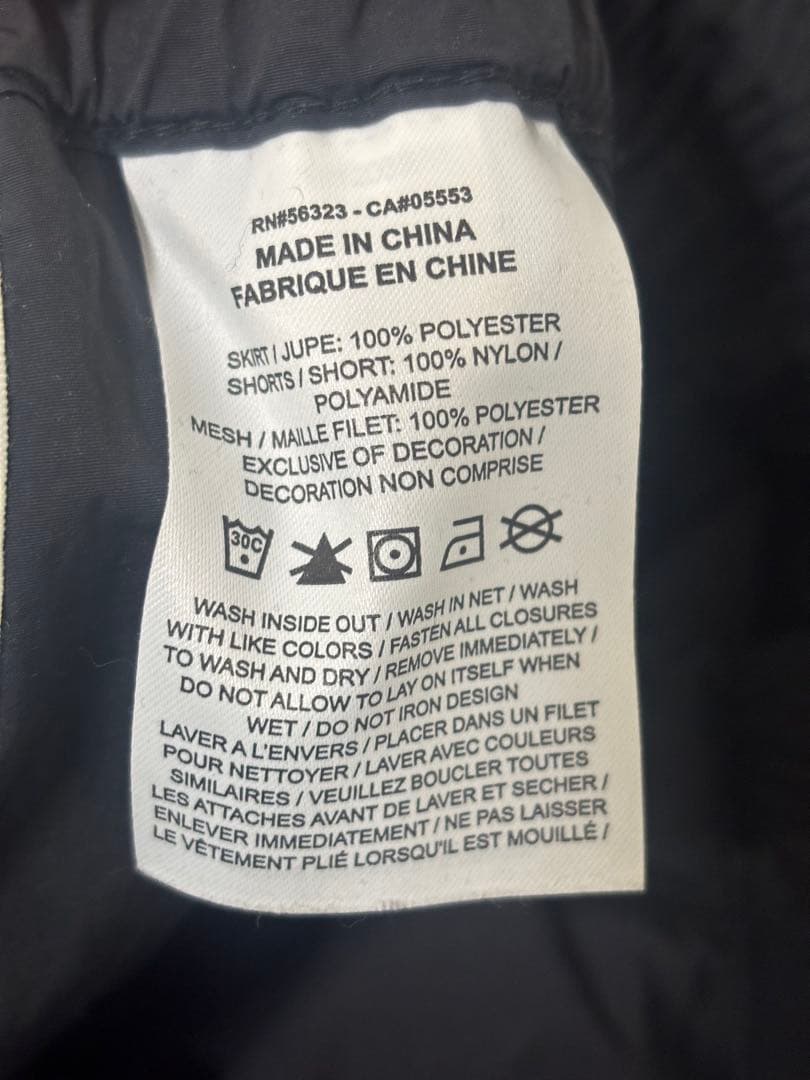 RN#56323 - CA#05553
MADE IN CHINA
FABRIQUE EN CHINE
SKIRT / JUPE: 100% POLYESTER
SHORTS / SHORT: 100% NYLON /
POLYAMIDE
MESH / MAILLE FILET: 100% POLYESTER
EXCLUSIVE OF DECORATION /
DECORATION NON COMPRISE
30C
WASH INSIDE OUT / WASH IN NET / WASH
WITH LIKE COLORS / FASTEN ALL CLOSURES
TO WASH AND DRY / REMOVE IMMEDIATELY /
DO NOT ALLOW TO LAY ON ITSELF WHEN
WET / DO NOT IRON DESIGN
LAVER A L'ENVERS / PLACER DANS UN FILET
POUR NETTOYER / LAVER AVEC COULEURS
SIMILAIRES / VEUILLEZ BOUCLER TOUTES
LES ATTACHES AVANT DE LAVER ET SECHER /
ENLEVER IMMEDIATEMENT / NE PAS LAISSER
LE VÊTEMENT PLIÉ LORSQU'IL EST MOUILLÉ /